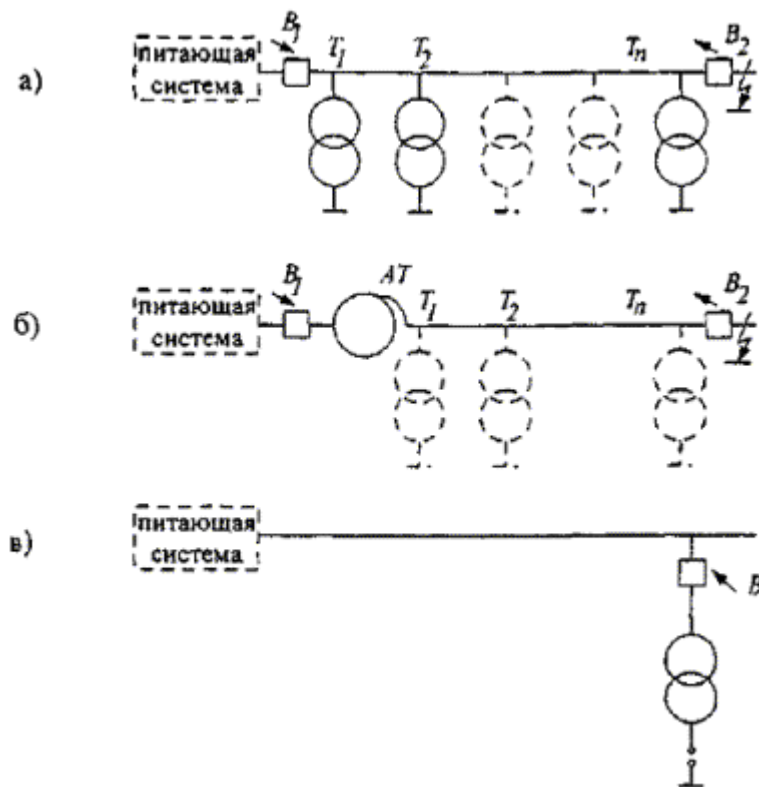 а)
питающая
система
B1
T1
T2
Tn
B2
б)
питающая
система
B1
AT
T1
T2
Tn
B2
в)
питающая
система
B